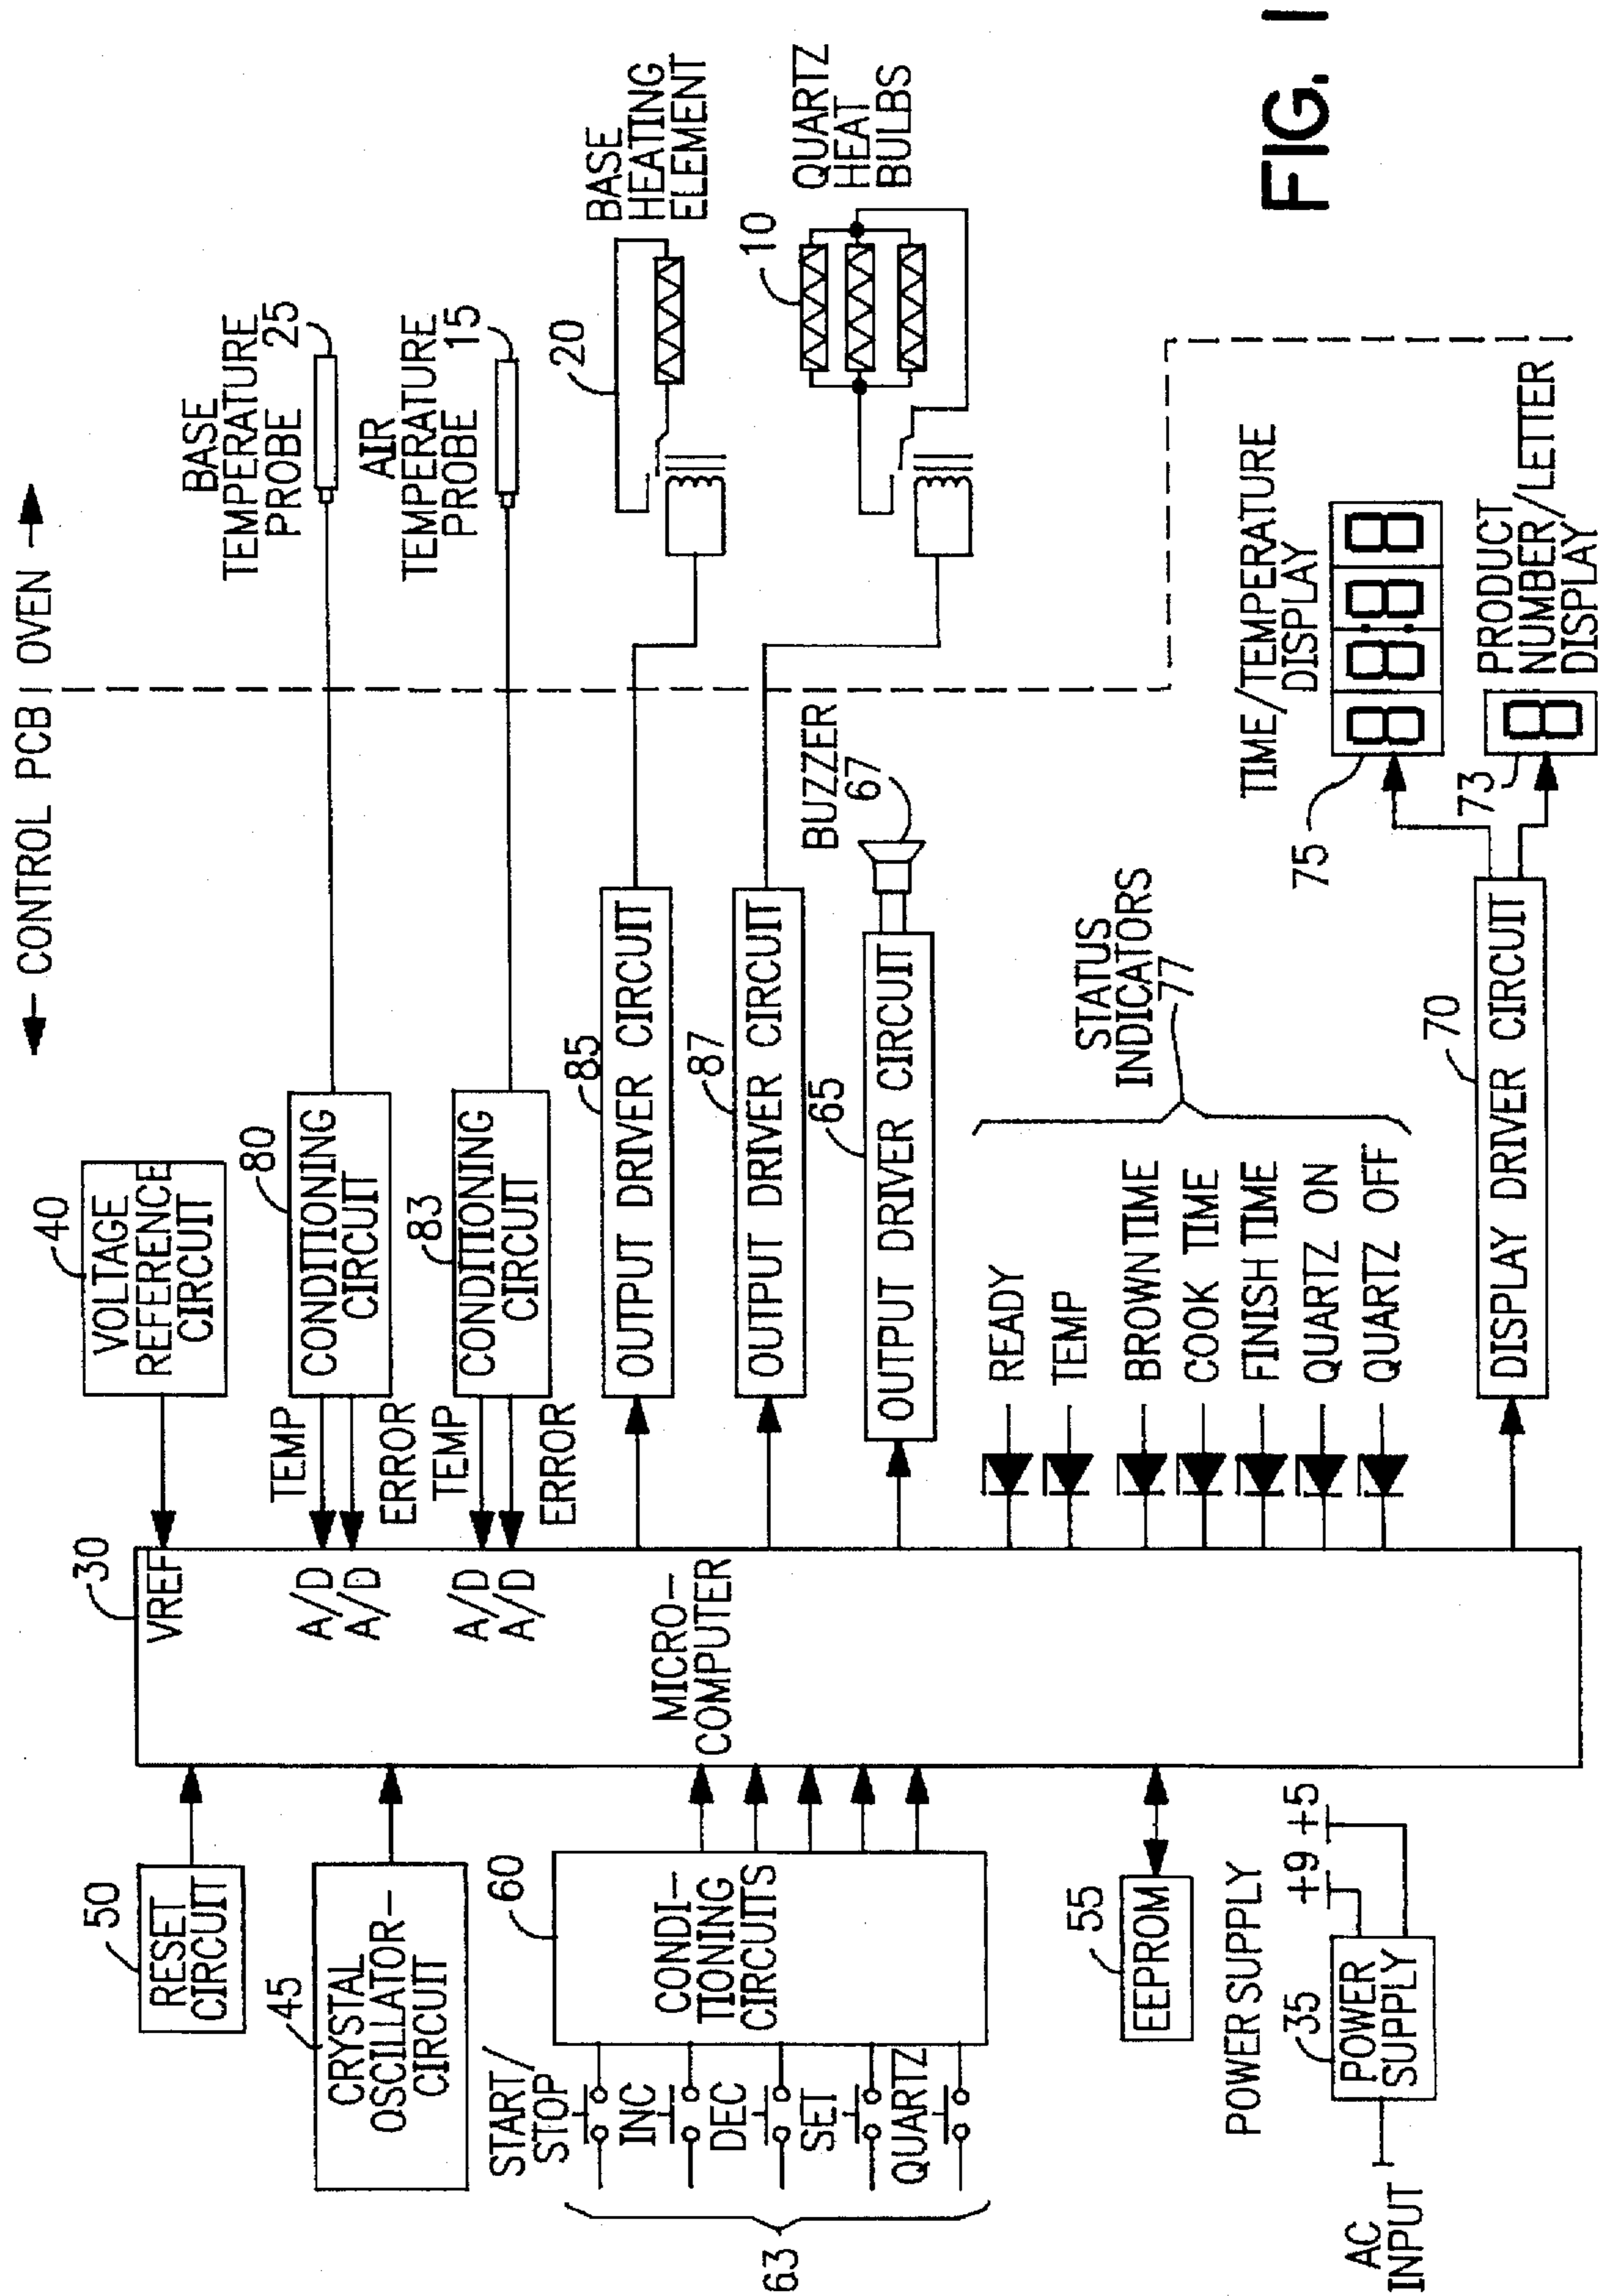 ← CONTROL PCB | OVEN →
40
VOLTAGE
REFERENCE
CIRCUIT
30
VREF
50
RESET
CIRCUIT
BASE
TEMPERATURE
PROBE 25
80
CONDITIONING
CIRCUIT
TEMP
ERROR
A/D
A/D
45
CRYSTAL
OSCILLATOR-
CIRCUIT
AIR
TEMPERATURE
PROBE 15
83
CONDITIONING
CIRCUIT
TEMP
ERROR
A/D
A/D
MICRO-
COMPUTER
BASE
HEATING
ELEMENT
20
85
OUTPUT DRIVER CIRCUIT
QUARTZ
HEAT
BULBS
10
87
OUTPUT DRIVER CIRCUIT
BUZZER
67
65
OUTPUT DRIVER CIRCUIT
60
CONDI-
TIONING
CIRCUITS
START/
STOP
INC
DEC
SET
QUARTZ
63
STATUS
INDICATORS
77
READY
TEMP
BROWN TIME
COOK TIME
FINISH TIME
QUARTZ ON
QUARTZ OFF
55
EEPROM
TIME/TEMPERATURE
DISPLAY
75
88:88
PRODUCT
NUMBER/LETTER
DISPLAY
73
8
70
DISPLAY DRIVER CIRCUIT
POWER SUPPLY
+9 +5
35
POWER
SUPPLY
AC
INPUT
FIG. 1